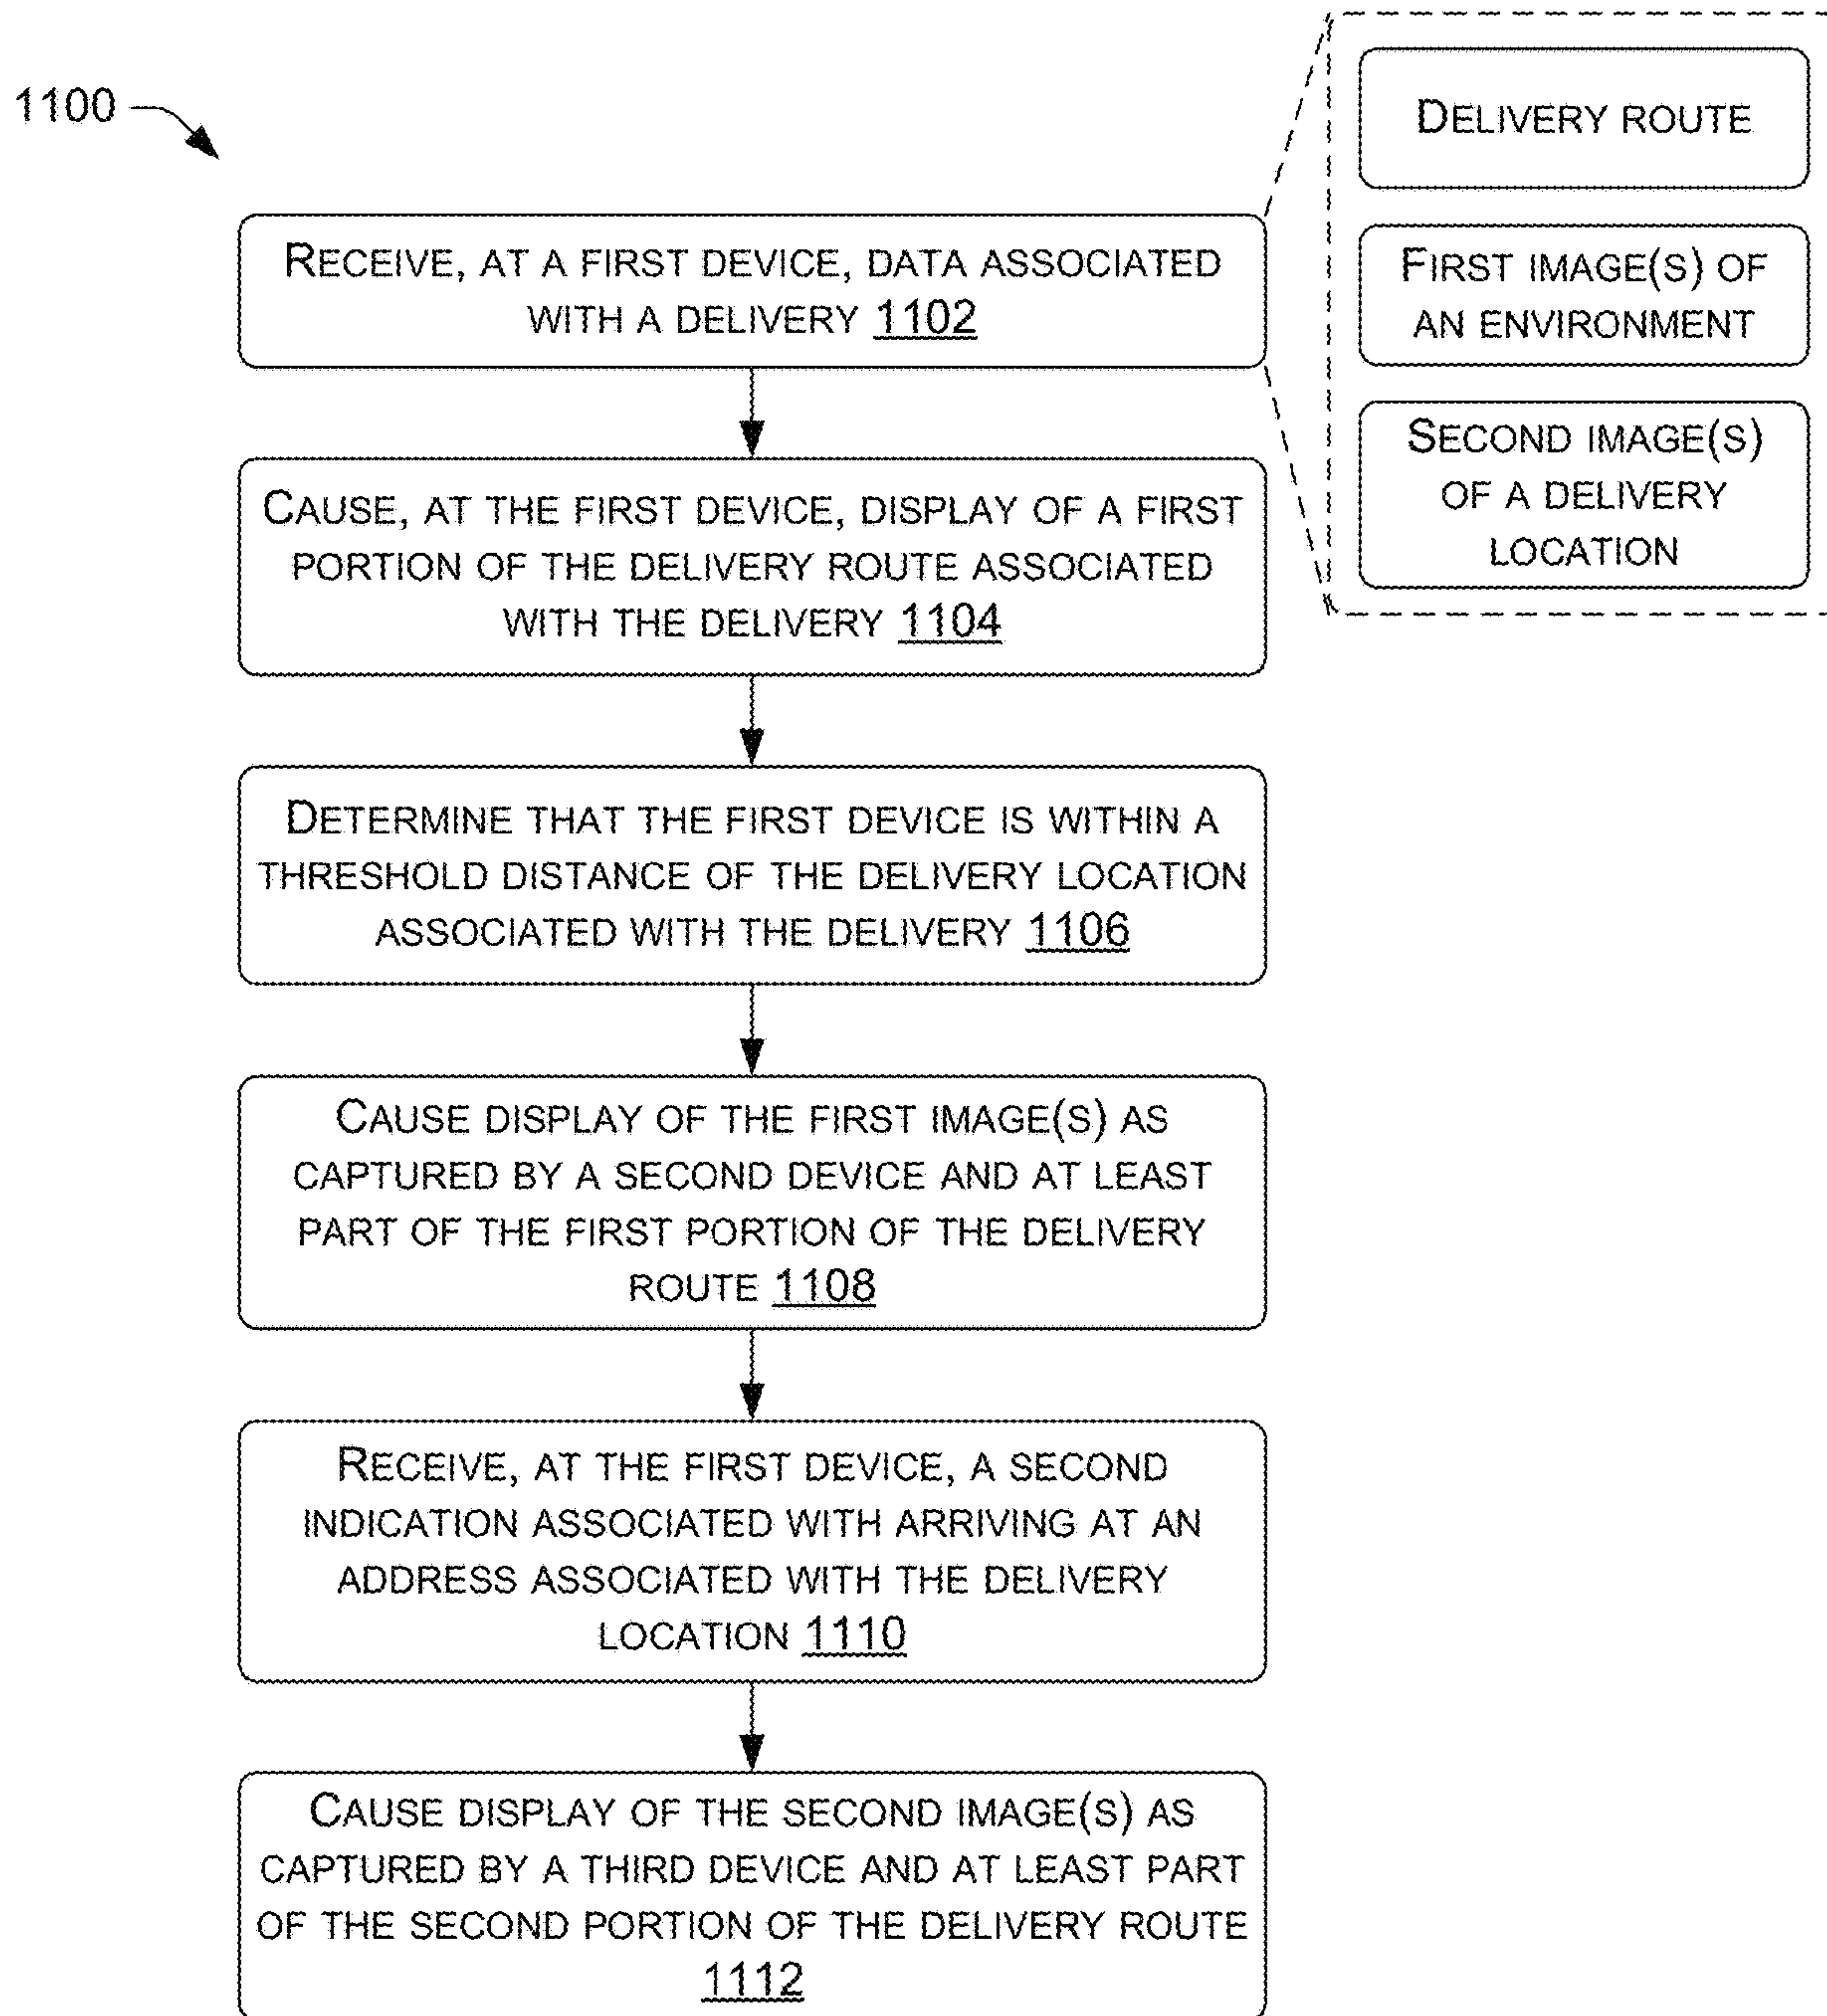 1100
RECEIVE, AT A FIRST DEVICE, DATA ASSOCIATED
WITH A DELIVERY 1102
DELIVERY ROUTE
FIRST IMAGE(S) OF
AN ENVIRONMENT
SECOND IMAGE(S)
OF A DELIVERY
LOCATION
CAUSE, AT THE FIRST DEVICE, DISPLAY OF A FIRST
PORTION OF THE DELIVERY ROUTE ASSOCIATED
WITH THE DELIVERY 1104
DETERMINE THAT THE FIRST DEVICE IS WITHIN A
THRESHOLD DISTANCE OF THE DELIVERY LOCATION
ASSOCIATED WITH THE DELIVERY 1106
CAUSE DISPLAY OF THE FIRST IMAGE(S) AS
CAPTURED BY A SECOND DEVICE AND AT LEAST
PART OF THE FIRST PORTION OF THE DELIVERY
ROUTE 1108
RECEIVE, AT THE FIRST DEVICE, A SECOND
INDICATION ASSOCIATED WITH ARRIVING AT AN
ADDRESS ASSOCIATED WITH THE DELIVERY
LOCATION 1110
CAUSE DISPLAY OF THE SECOND IMAGE(S) AS
CAPTURED BY A THIRD DEVICE AND AT LEAST PART
OF THE SECOND PORTION OF THE DELIVERY ROUTE
1112